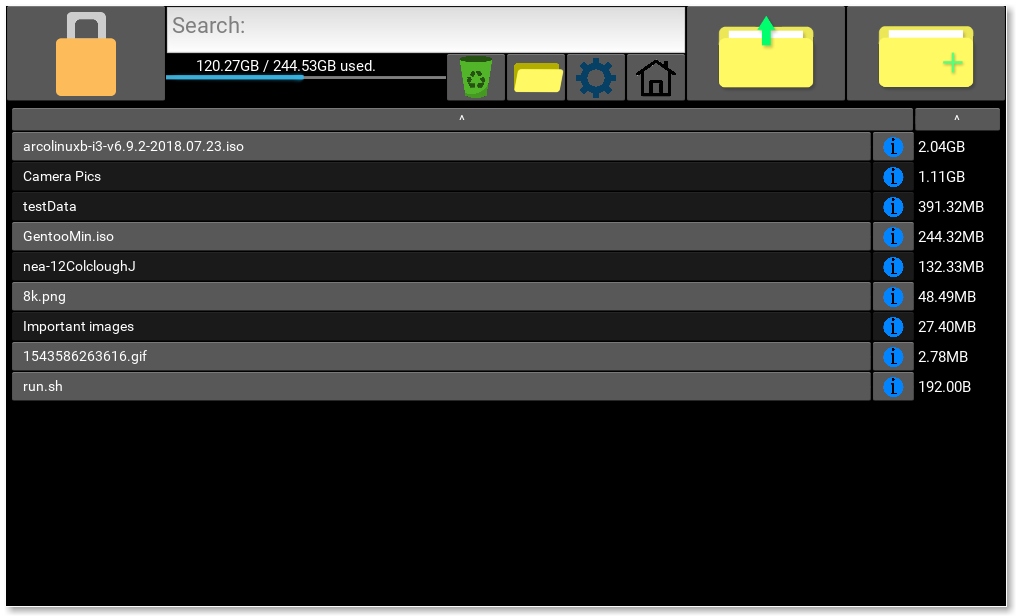 Search:
120.27GB / 244.53GB used.
^ ^
arcolinuxb-i3-v6.9.2-2018.07.23.iso i 2.04GB
Camera Pics i 1.11GB
testData i 391.32MB
GentooMin.iso i 244.32MB
nea-12ColcloughJ i 132.33MB
8k.png i 48.49MB
Important images i 27.40MB
1543586263616.gif i 2.78MB
run.sh i 192.00B